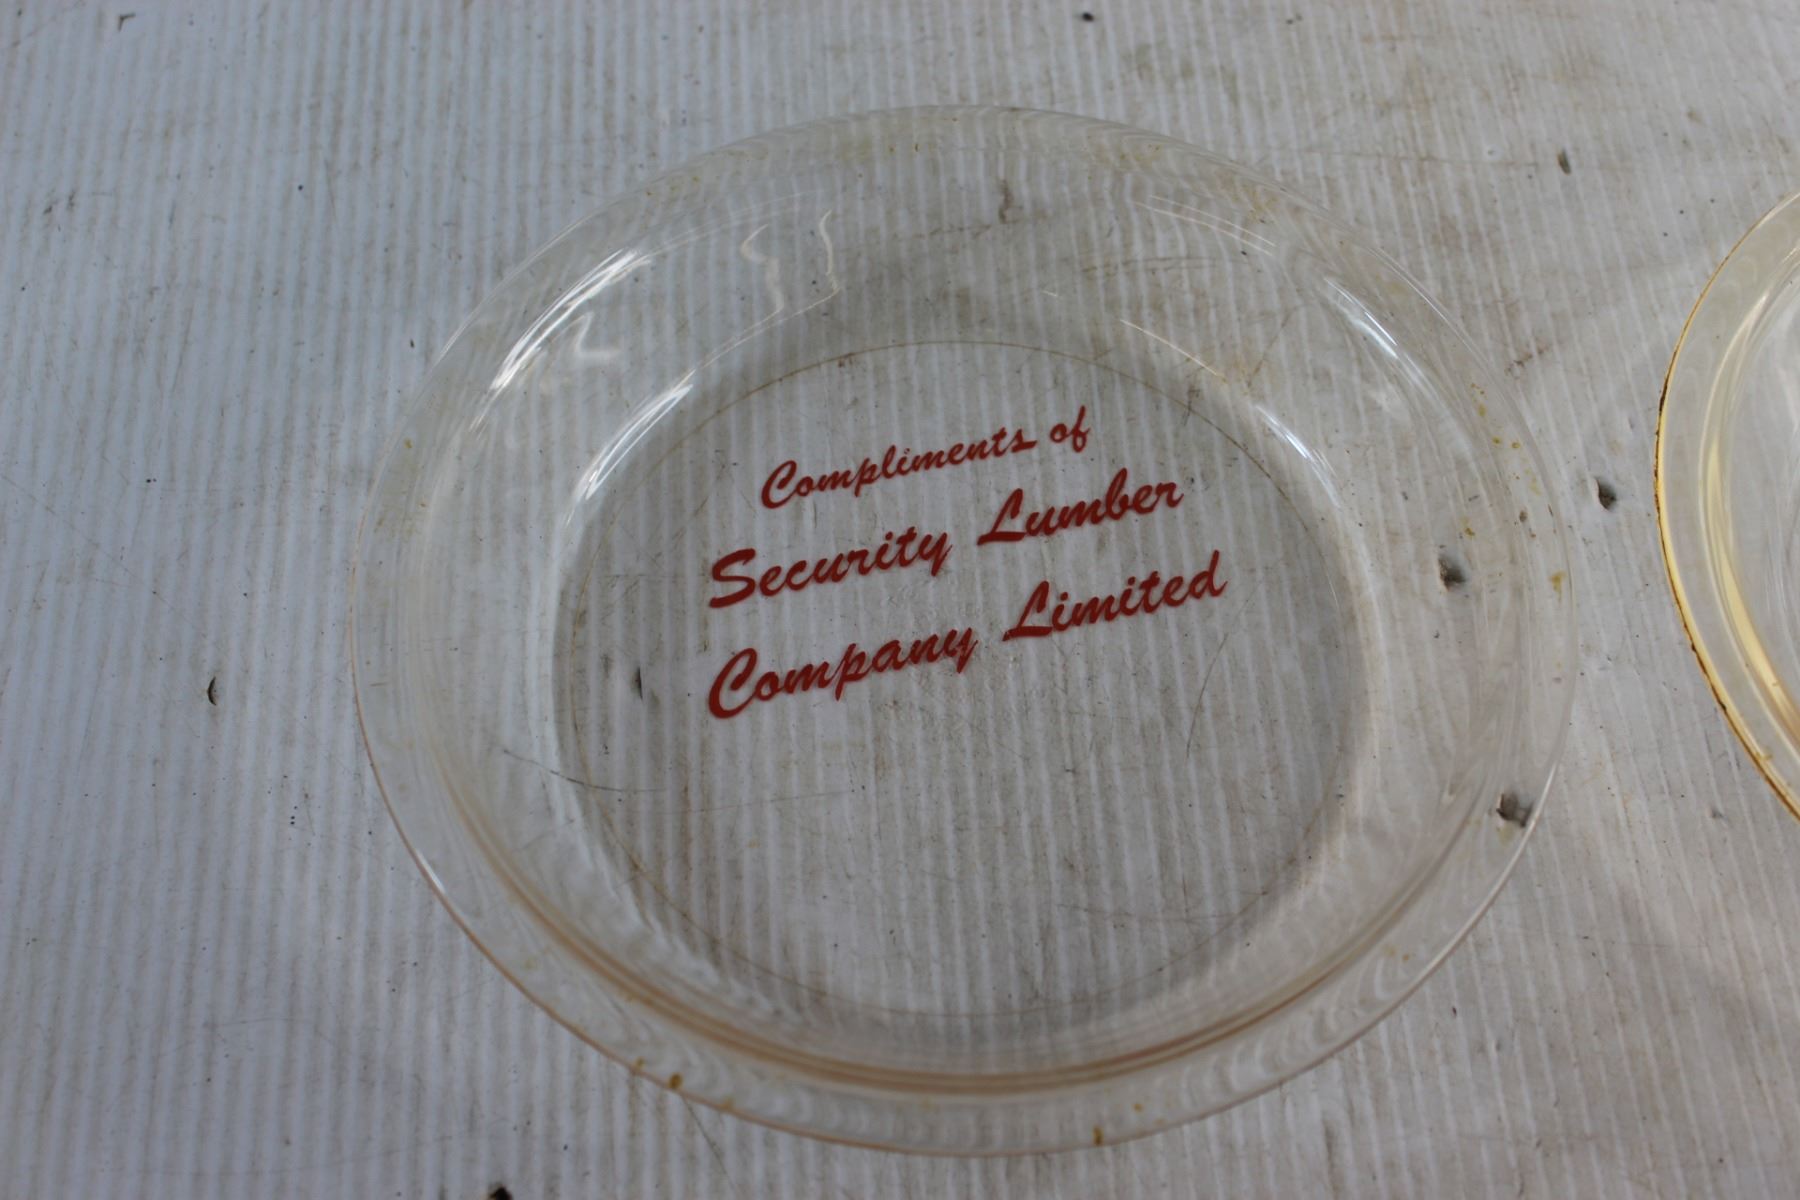 Compliments of
Security Lumber
Company Limited